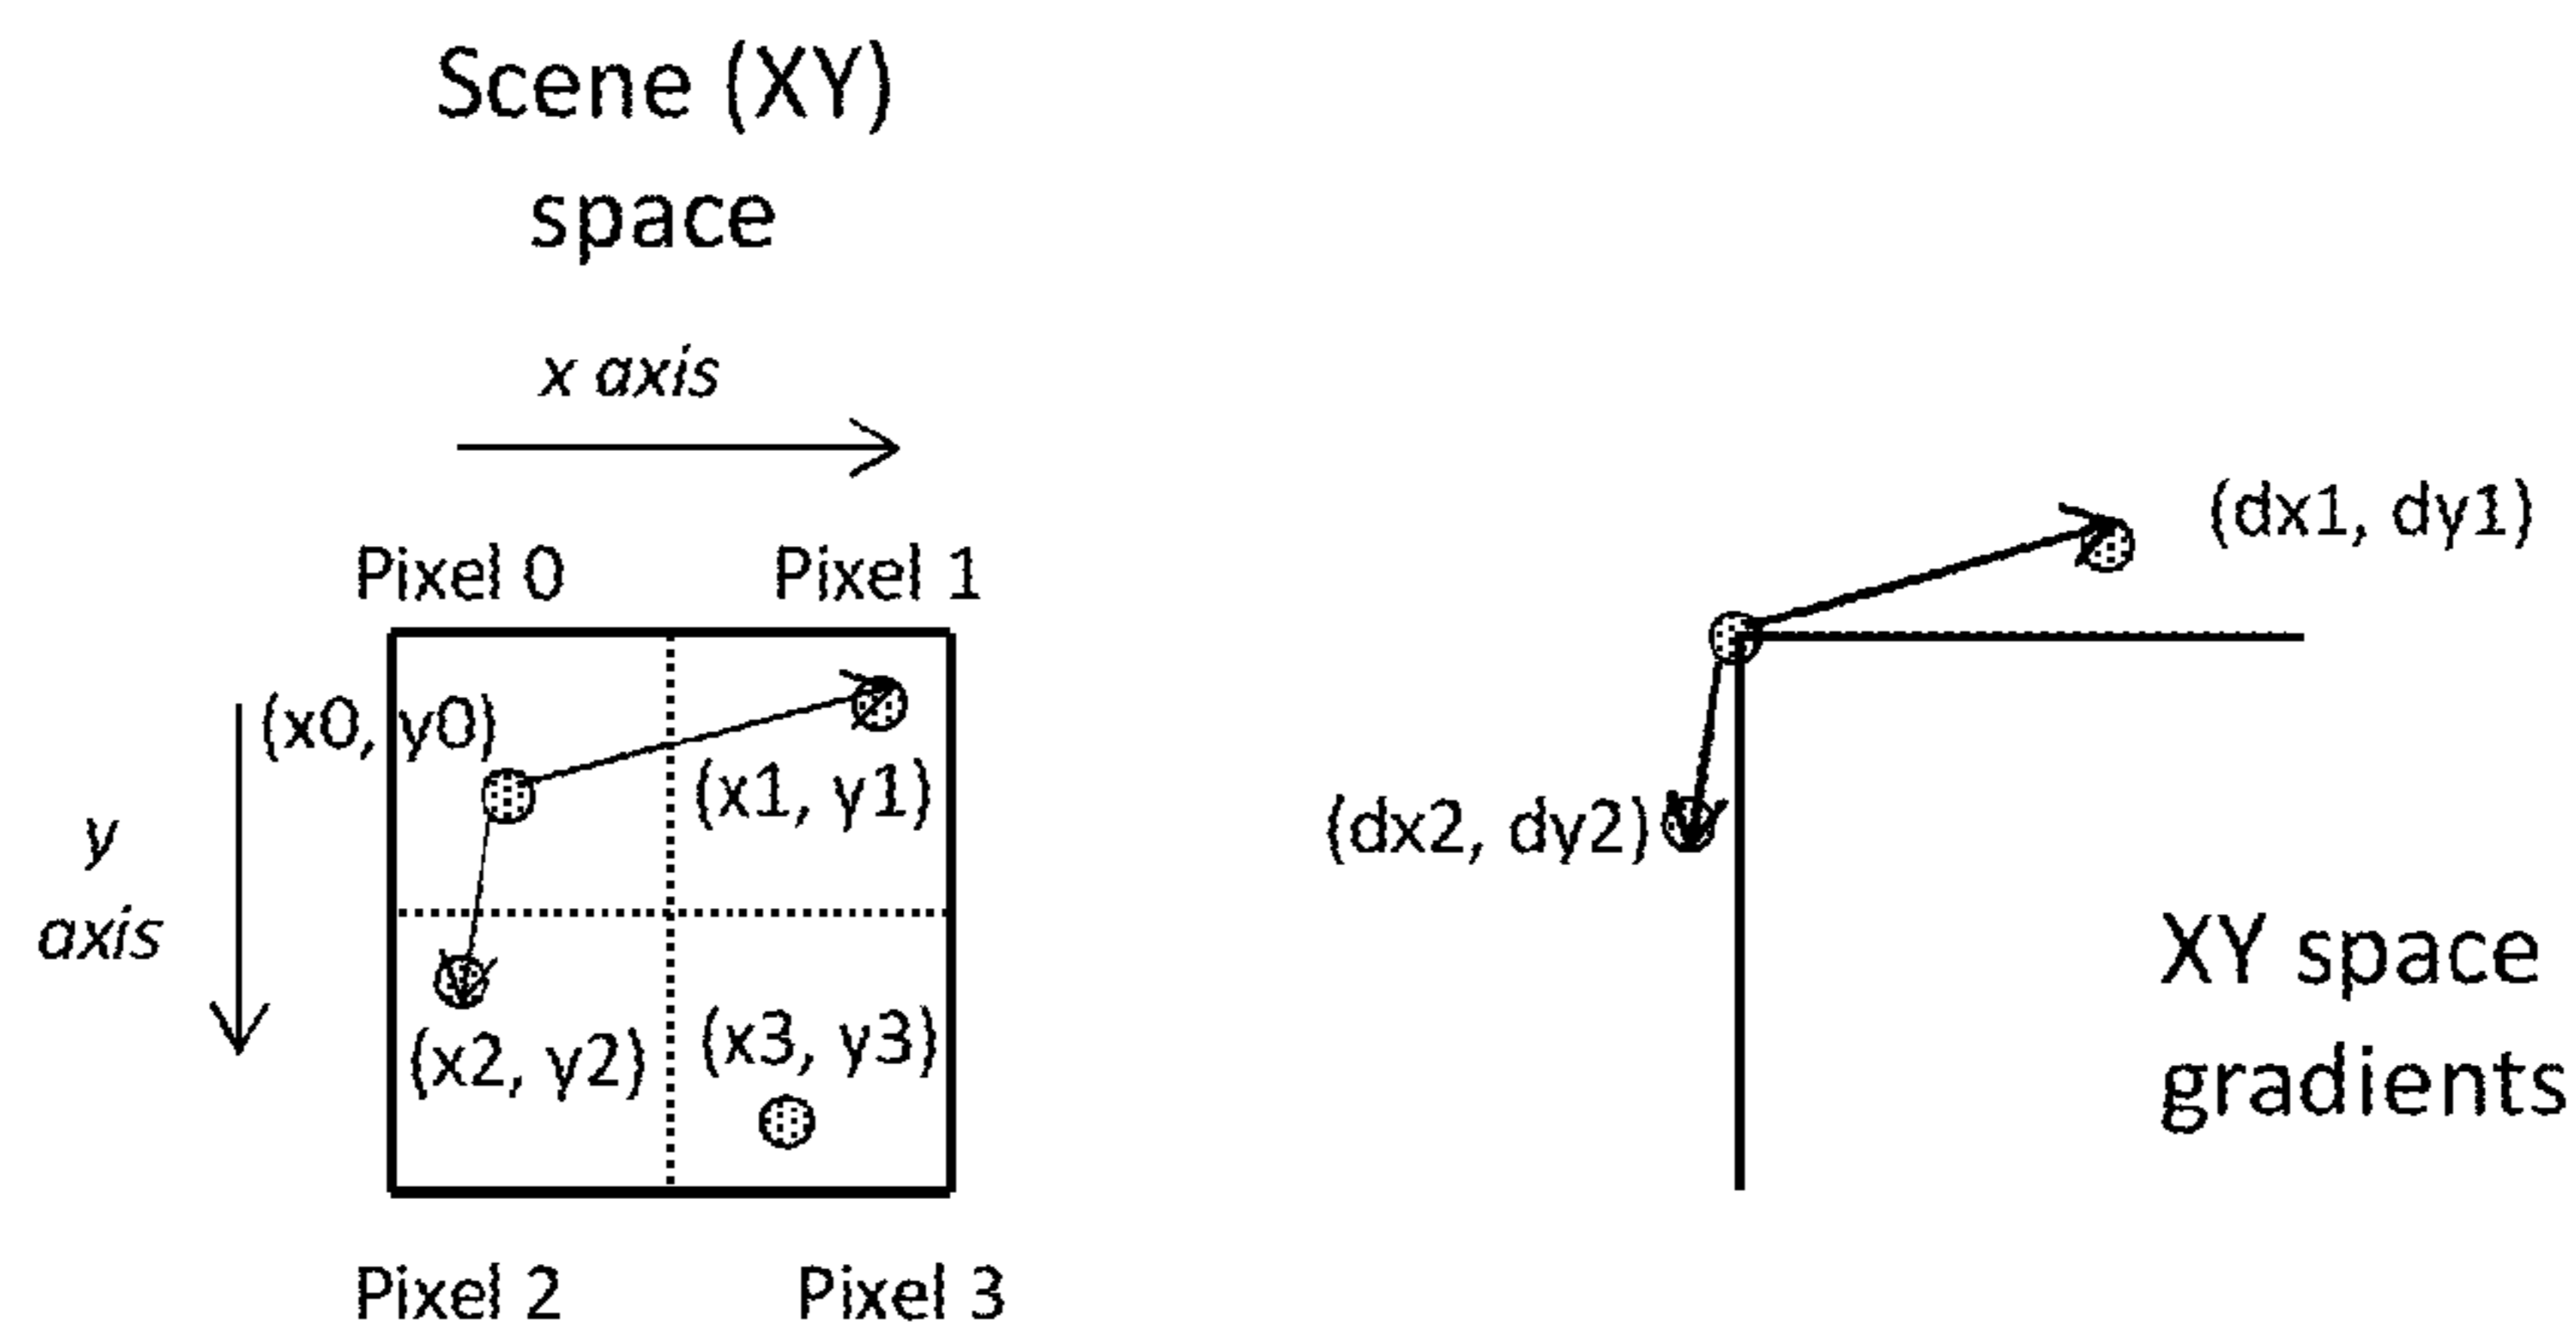 Scene (XY)
space
x axis
Pixel 0
Pixel 1
(x0, y0)
(x1, y1)
y
axis
(x2, y2)
(x3, y3)
Pixel 2
Pixel 3
(dx1, dy1)
(dx2, dy2)
XY space
gradients